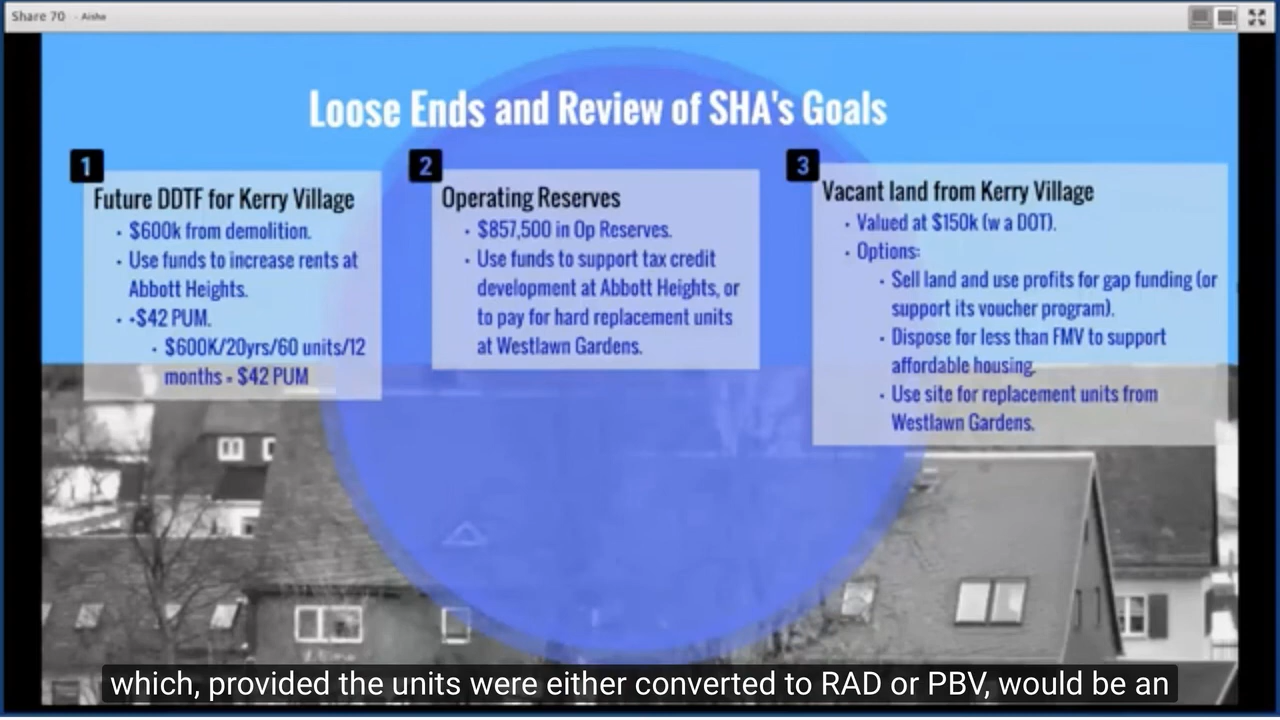 Share 70 - Aisha
Loose Ends and Review of SHA's Goals
1
Future DDTF for Kerry Village
· $600k from demolition.
· Use funds to increase rents at
Abbott Heights.
· +$42 PUM.
· $600K/20yrs/60 units/12
months = $42 PUM
2
Operating Reserves
· $857,500 in Op Reserves.
· Use funds to support tax credit
development at Abbott Heights, or
to pay for hard replacement units
at Westlawn Gardens.
3
Vacant land from Kerry Village
· Valued at $150k (w a DOT).
· Options:
· Sell land and use profits for gap funding (or
support its voucher program).
· Dispose for less than FMV to support
affordable housing.
· Use site for replacement units from
Westlawn Gardens.
which, provided the units were either converted to RAD or PBV, would be an